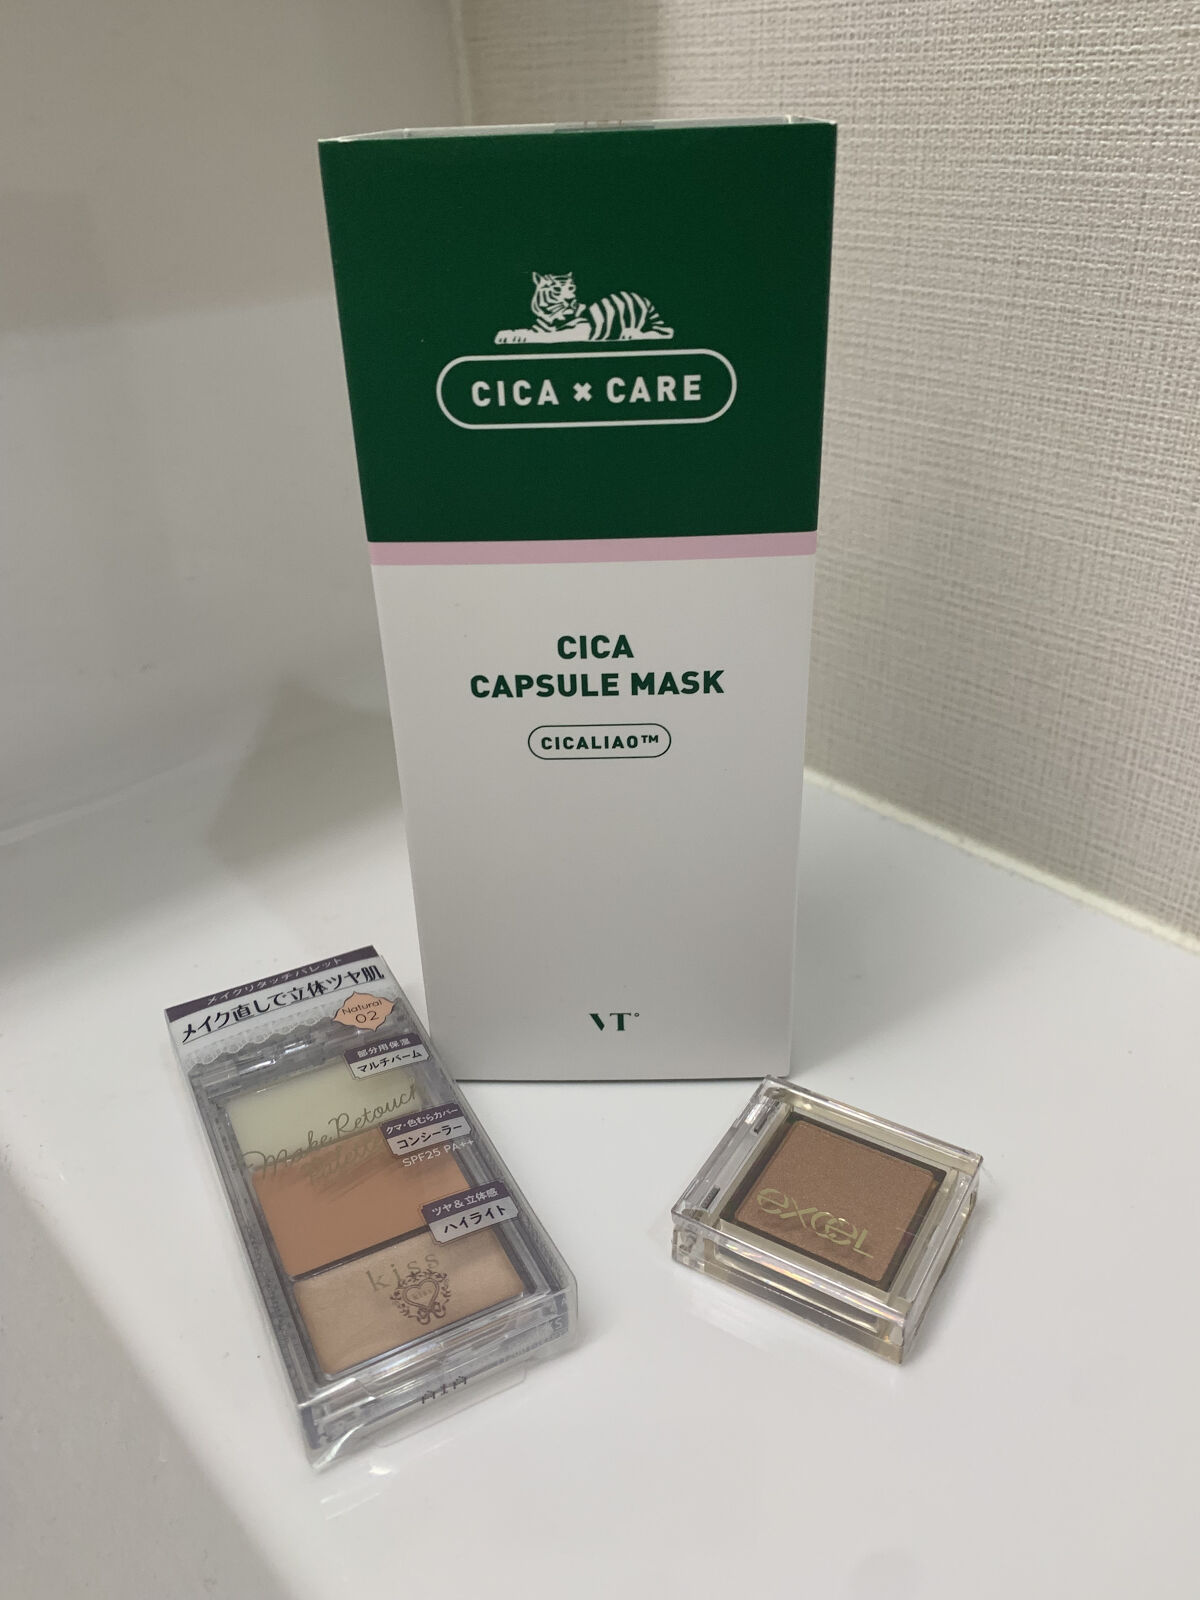 CICA × CARE
CICA
CAPSULE MASK
CICALIAO™
VT°
メイクリタッチパレット
メイク直しで立体ツヤ肌
Natural
02
部分用保湿
マルチバーム
Make Retouch
Palette
クマ・色むらカバー
コンシーラー
SPF25 PA++
ツヤ&立体感
ハイライト
kiss
excel